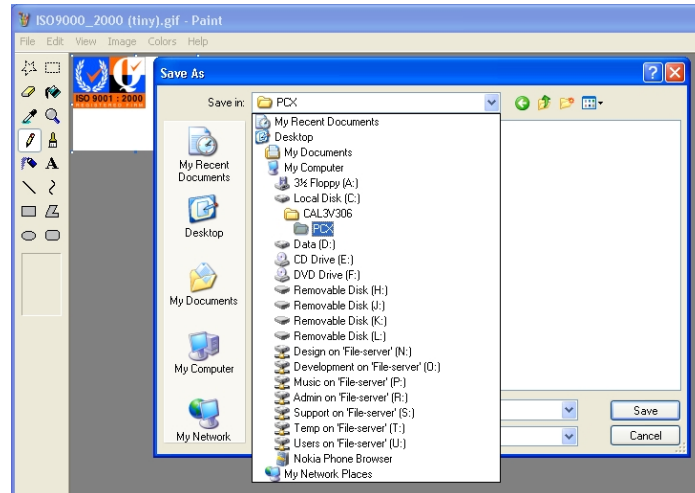 ISO9000_2000 (tiny).gif - Paint
File Edit View Image Colors Help
ISO 9001 : 2000
REGISTERED FIRM
Save As
Save in: PCX
My Recent Documents
Desktop
My Documents
My Computer
3½ Floppy (A:)
Local Disk (C:)
CAL3V306
PCX
Data (D:)
CD Drive (E:)
DVD Drive (F:)
Removable Disk (H:)
Removable Disk (J:)
Removable Disk (K:)
Removable Disk (L:)
Design on 'File-server' (N:)
Development on 'File-server' (O:)
Music on 'File-server' (P:)
Admin on 'File-server' (R:)
Support on 'File-server' (S:)
Temp on 'File-server' (T:)
Users on 'File-server' (U:)
Nokia Phone Browser
My Network Places
My Recent
Documents
Desktop
My Documents
My Computer
My Network
Save
Cancel